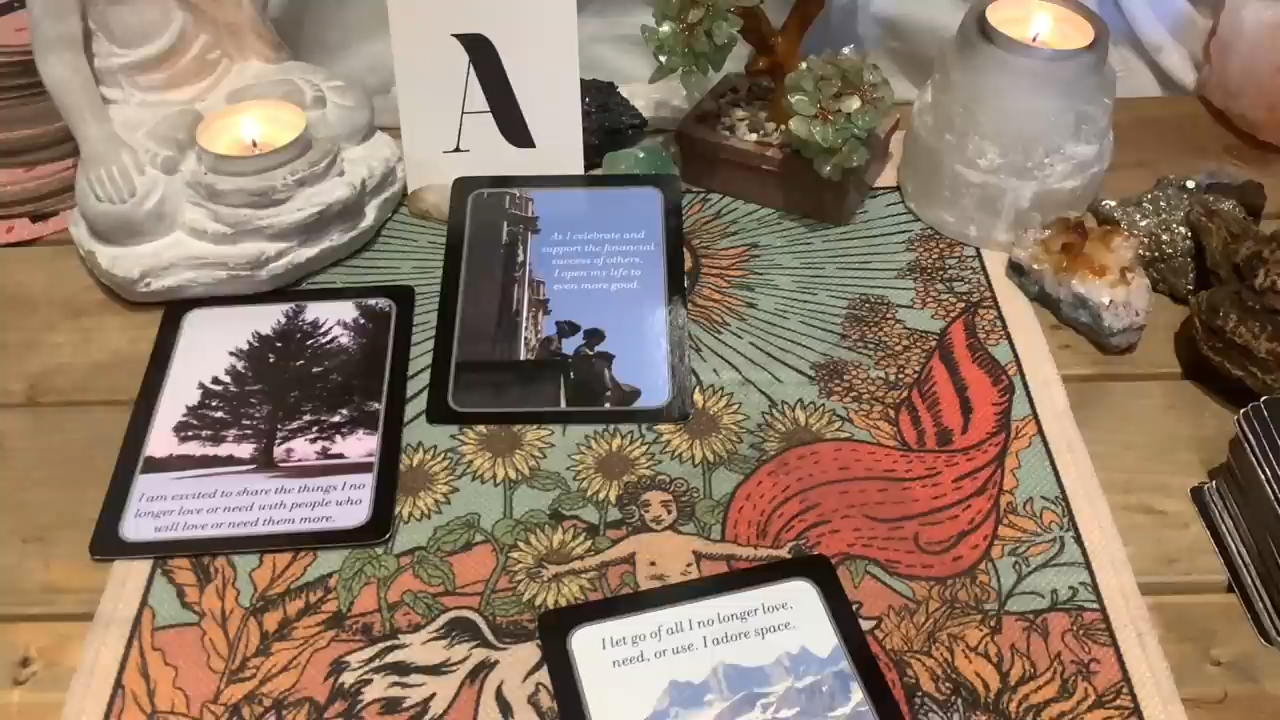 A
As I celebrate and
support the financial
success of others,
I open my life to
even more good.
I am excited to share the things I no
longer love or need with people who
will love or need them more.
I let go of all I no longer love,
need, or use. I adore space.